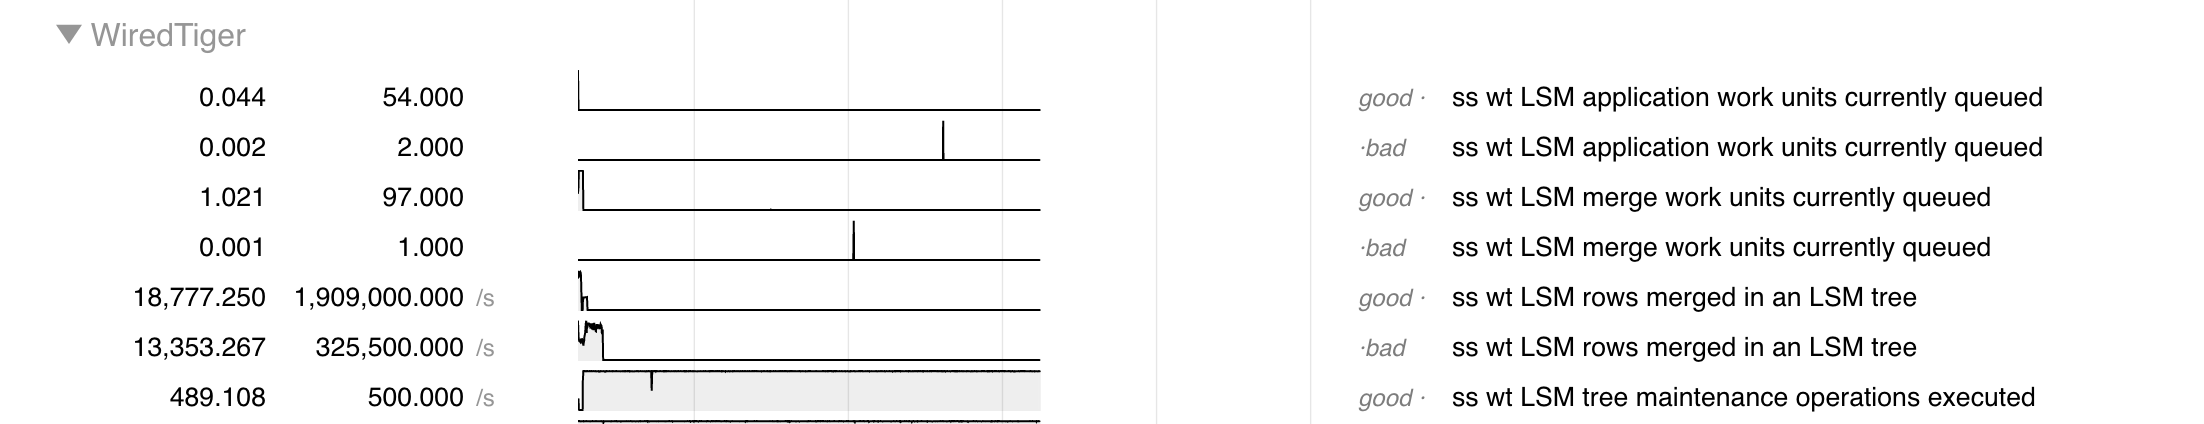 ▼ WiredTiger
0.044 54.000 good · ss wt LSM application work units currently queued
0.002 2.000 ·bad ss wt LSM application work units currently queued
1.021 97.000 good · ss wt LSM merge work units currently queued
0.001 1.000 ·bad ss wt LSM merge work units currently queued
18,777.250 1,909,000.000 /s good · ss wt LSM rows merged in an LSM tree
13,353.267 325,500.000 /s ·bad ss wt LSM rows merged in an LSM tree
489.108 500.000 /s good · ss wt LSM tree maintenance operations executed